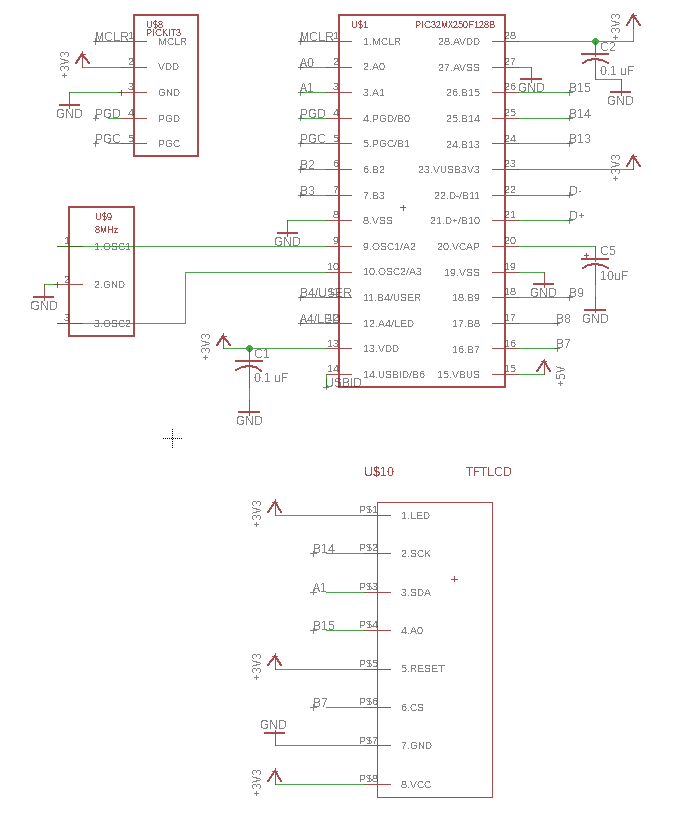 U$8
PICKIT3
MCLR 1 MCLR
+3V3 2 VDD
GND 3 GND
PGD 4 PGD
PGC 5 PGC
U$1 PIC32MX250F128B
MCLR 1 1.MCLR
A0 2 2.A0
A1 3 3.A1
PGD 4 4.PGD/B0
PGC 5 5.PGC/B1
B2 6 6.B2
B3 7 7.B3
GND 8 8.VSS
9 9.OSC1/A2
10 10.OSC2/A3
B4/USER 11.B4/USER
A4/LED 12 12.A4/LED
13 13.VDD
USBID 14 14.USBID/B6
28.AVDD 28 +3V3
C2
0.1 uF
GND
27.AVSS 27 GND
26.B15 26 B15
25.B14 25 B14
24.B13 24 B13
23.VUSB3V3 23 +3V3
22.D-/B11 22 D-
21.D+/B10 21 D+
20.VCAP 20
C5
+
10uF
GND
19.VSS 19 GND
18.B9 18 B9
17.B8 17 B8
16.B7 16 B7
15.VBUS 15 +5V
U$9
8MHz
1 1.OSC1
GND 2 2.GND
3 3.OSC2
+3V3
C1
0.1 uF
GND
U$10 TFTLCD
+3V3 P$1 1.LED
B14 P$2 2.SCK
A1 P$3 3.SDA
B15 P$4 4.A0
+3V3 P$5 5.RESET
B7 P$6 6.CS
GND P$7 7.GND
+3V3 P$8 8.VCC